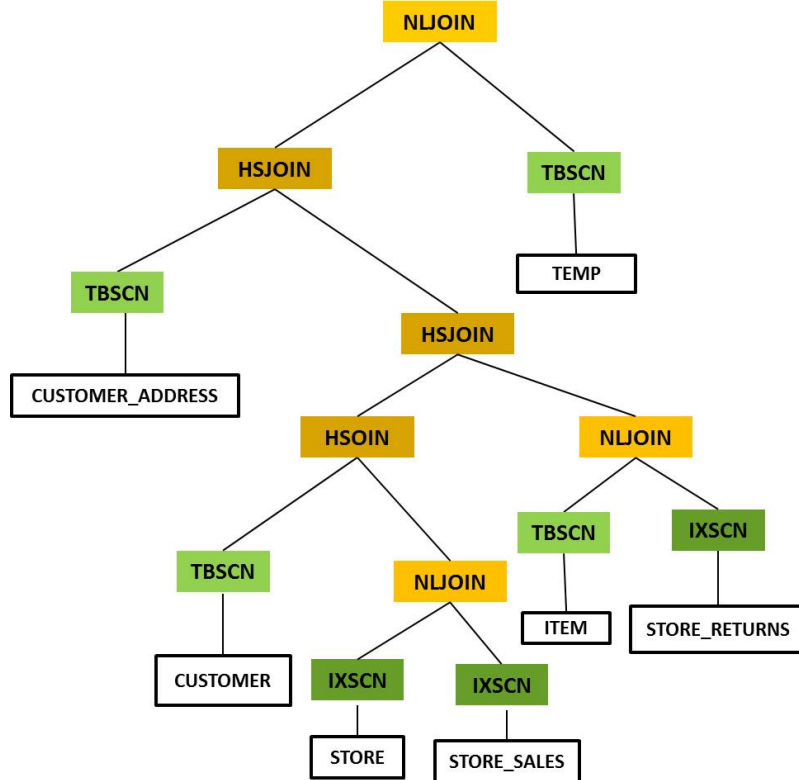 NLJOIN
HSJOIN
TBSCN
TEMP
TBSCN
HSJOIN
CUSTOMER_ADDRESS
HSOIN
NLJOIN
TBSCN
IXSCN
TBSCN
NLJOIN
ITEM
STORE_RETURNS
CUSTOMER
IXSCN
IXSCN
STORE
STORE_SALES